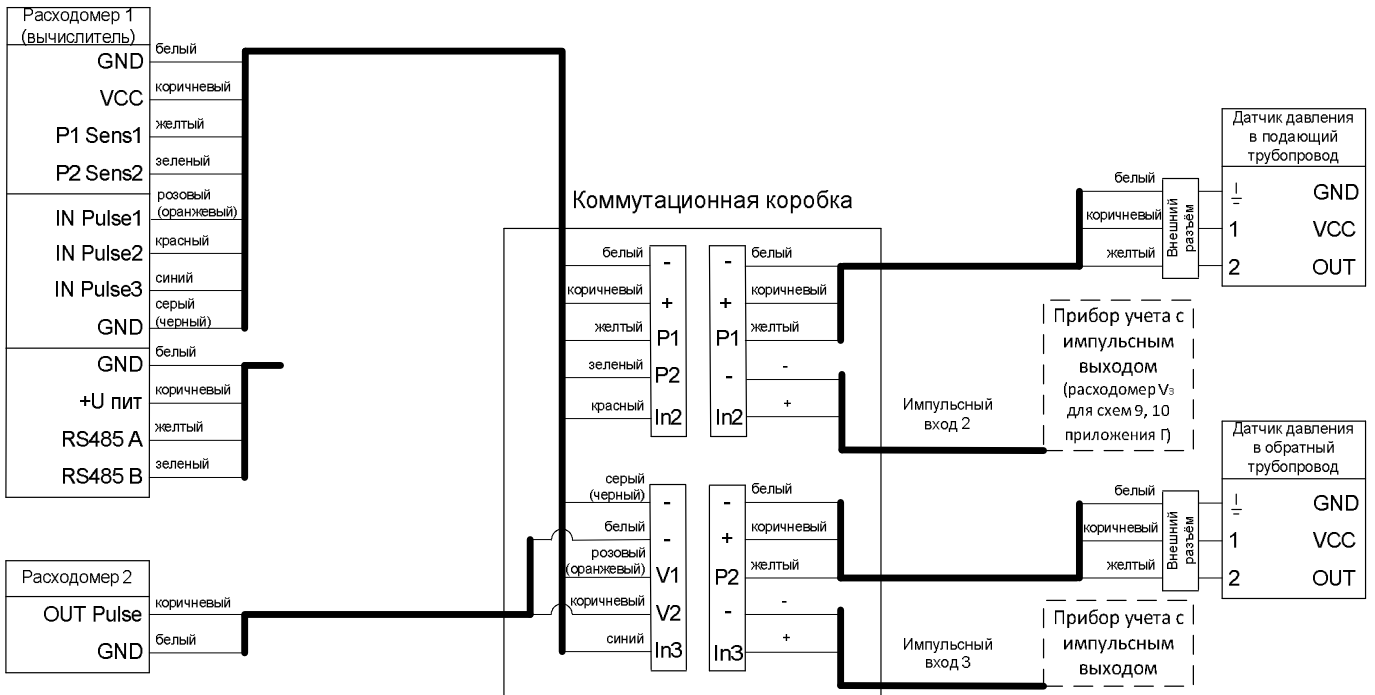 Расходомер 1
(вычислитель)
GND
белый
VCC
коричневый
P1 Sens1
желтый
P2 Sens2
зеленый
IN Pulse1
розовый
(оранжевый)
IN Pulse2
красный
IN Pulse3
синий
GND
серый
(черный)
GND
белый
+U пит
коричневый
RS485 A
желтый
RS485 B
зеленый
Расходомер 2
OUT Pulse
коричневый
GND
белый
Коммутационная коробка
белый
-
коричневый
+
желтый
P1
зеленый
P2
красный
In2
-
белый
+
коричневый
P1
желтый
-
-
In2
+
Импульсный
вход 2
серый
(черный)
-
белый
-
розовый
(оранжевый)
V1
коричневый
V2
синий
In3
-
белый
+
коричневый
P2
желтый
-
-
In3
+
Импульсный
вход 3
Датчик давления
в подающий
трубопровод
белый
коричневый
желтый
Внешний
разъём
GND
1 VCC
2 OUT
Прибор учета с
импульсным
выходом
(расходомер V3
для схем 9, 10
приложения Г)
Датчик давления
в обратный
трубопровод
белый
коричневый
желтый
Внешний
разъём
GND
1 VCC
2 OUT
Прибор учета с
импульсным
выходом